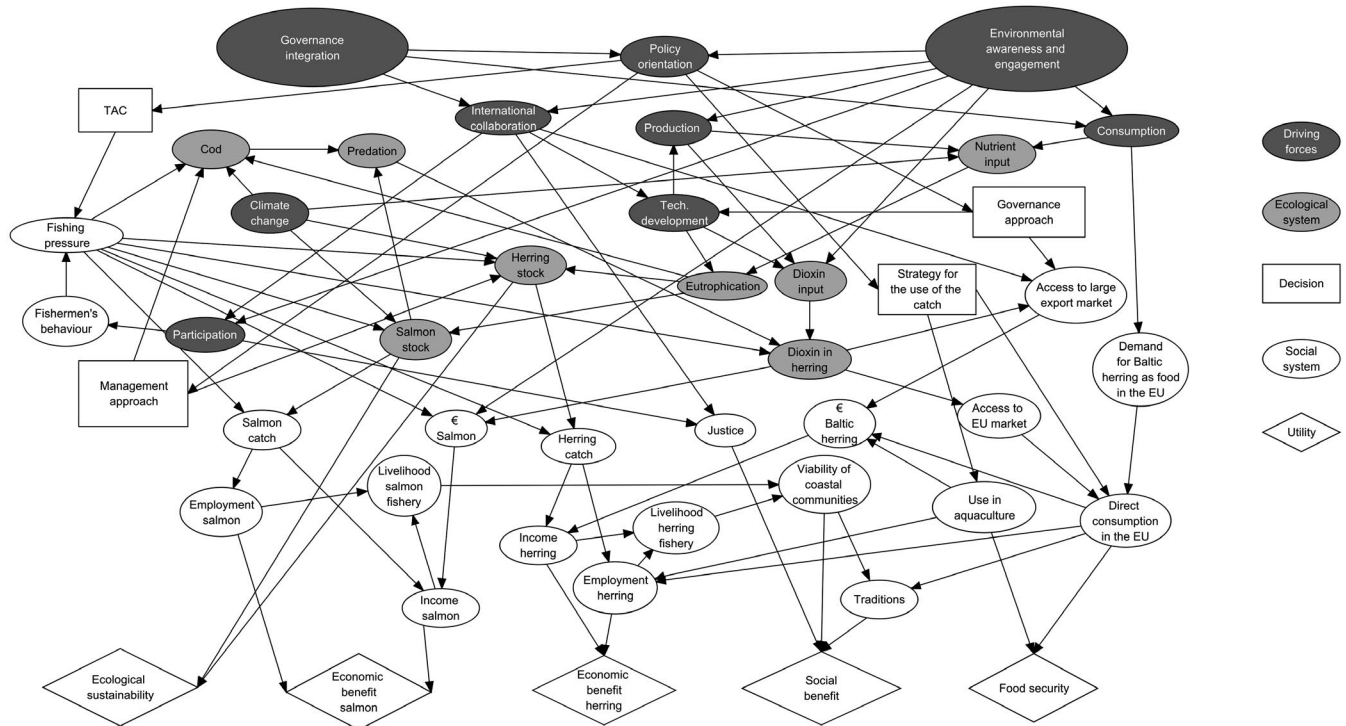 Governance
integration
Policy
orientation
Environmental
awareness and
engagement
TAC
International
collaboration
Production
Consumption
Driving
forces
Cod
Predation
Nutrient
input
Climate
change
Tech.
development
Governance
approach
Ecological
system
Fishing
pressure
Herring
stock
Eutrophication
Dioxin
input
Strategy for
the use of the
catch
Access to large
export market
Decision
Fishermen's
behaviour
Participation
Salmon
stock
Dioxin in
herring
Demand
for Baltic
herring as food
in the EU
Social
system
Management
approach
Salmon
catch
€
Salmon
Herring
catch
Justice
€
Baltic
herring
Access to
EU market
Utility
Employment
salmon
Livelihood
salmon
fishery
Viability of
coastal
communities
Use in
aquaculture
Direct
consumption
in the EU
Income
herring
Livelihood
herring
fishery
Income
salmon
Employment
herring
Traditions
Ecological
sustainability
Economic
benefit
salmon
Economic
benefit
herring
Social
benefit
Food security